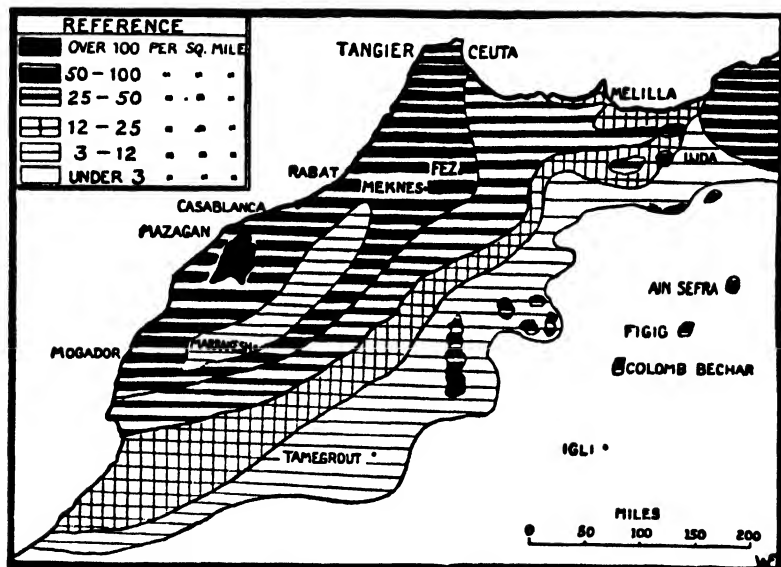 REFERENCE
OVER 100 PER SQ. MILE
50-100 " " "
25-50 " " "
12-25 " " "
3-12 " " "
UNDER 3 " " "
TANGIER CEUTA
MELILLA
RABAT
FEZ
UJDA
MEKNES
CASABLANCA
MAZAGAN
AIN SEFRA
FIGIG
MOGADOR
MARRAKESH
COLOMB BECHAR
TAMEGROUT
IGLI
MILES
0 50 100 150 200